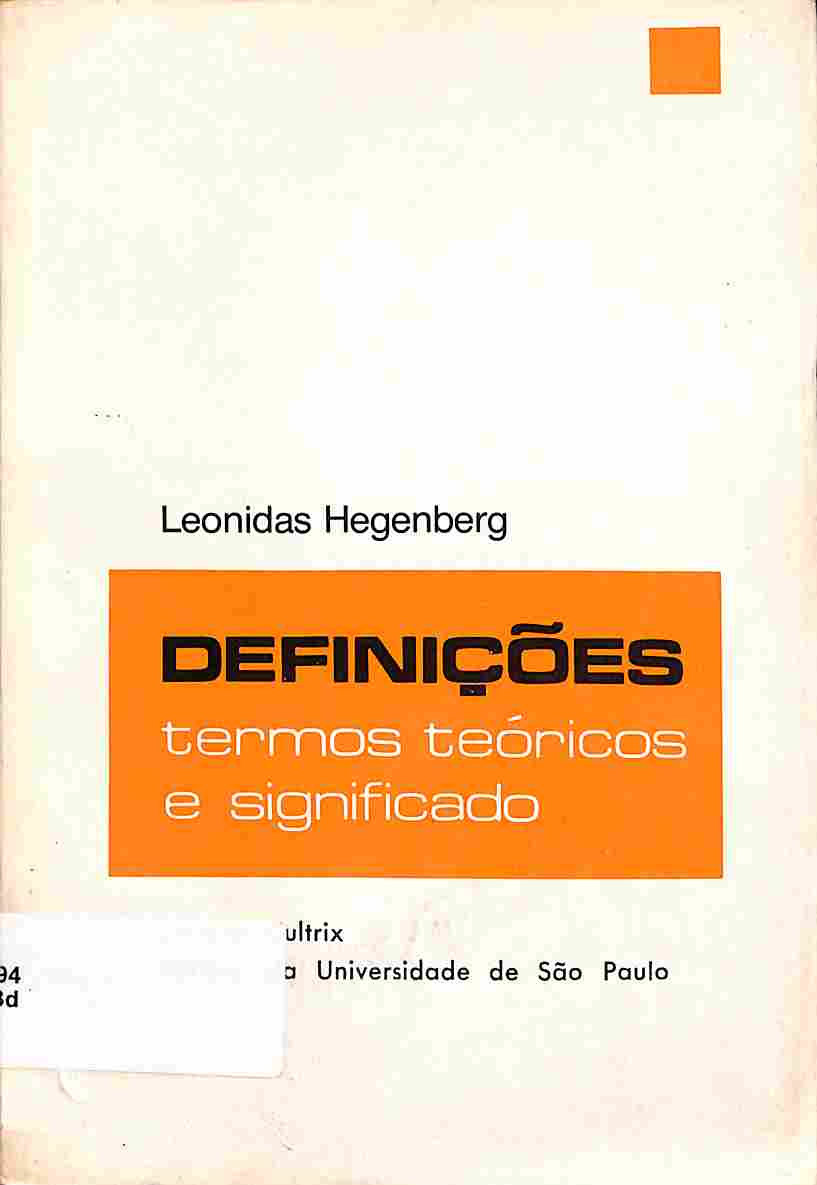 Leonidas Hegenberg
DEFINIÇÕES
termos teóricos
e significado
ultrix
a Universidade de São Paulo
94
3d